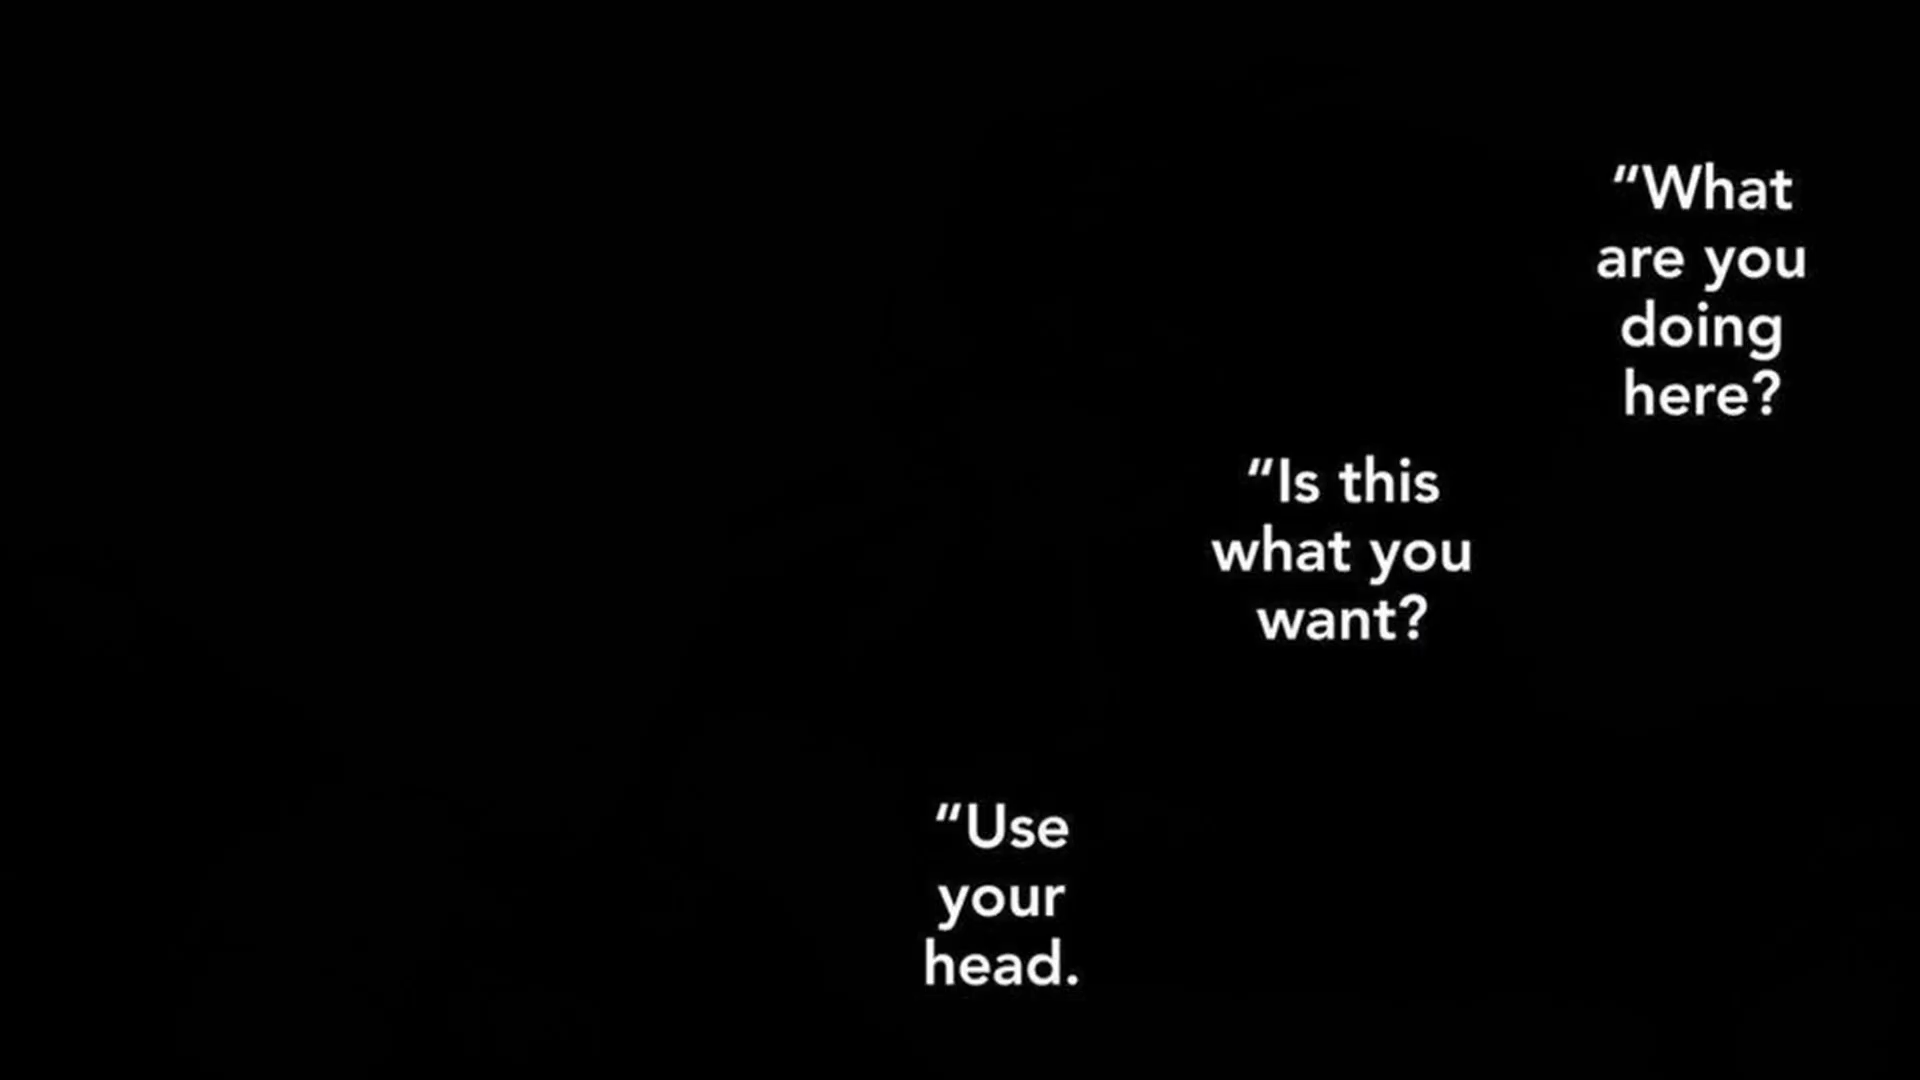 “What
are you
doing
here?
“Is this
what you
want?
“Use
your
head.